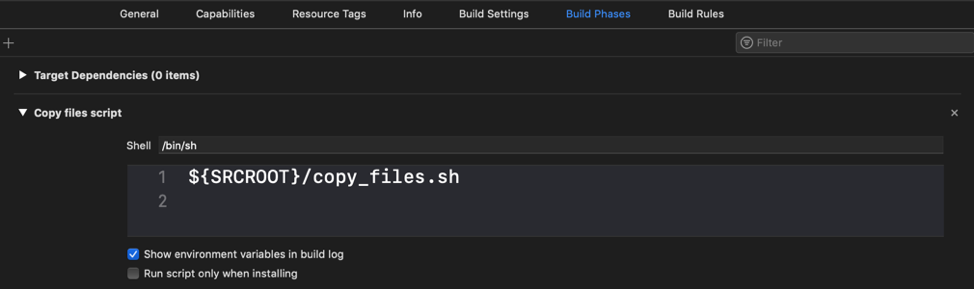 General Capabilities Resource Tags Info Build Settings Build Phases Build Rules
Filter
Target Dependencies (0 items)
Copy files script
Shell /bin/sh
1 ${SRCROOT}/copy_files.sh
2
Show environment variables in build log
Run script only when installing